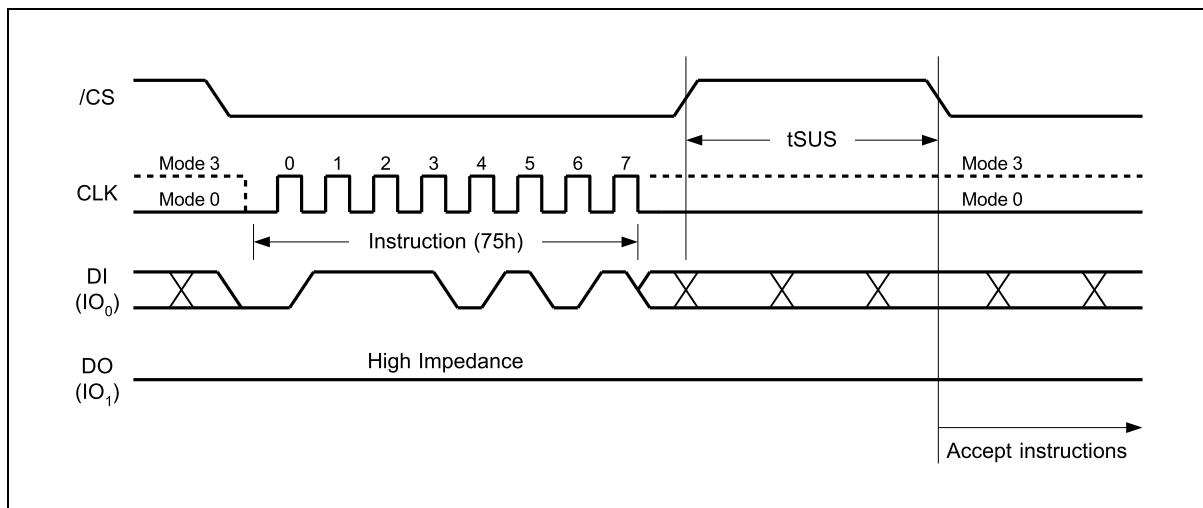 /CS
tSUS
Mode 3
0 1 2 3 4 5 6 7
Mode 3
CLK
Mode 0
Mode 0
Instruction (75h)
DI
(IO0)
High Impedance
DO
(IO1)
Accept instructions